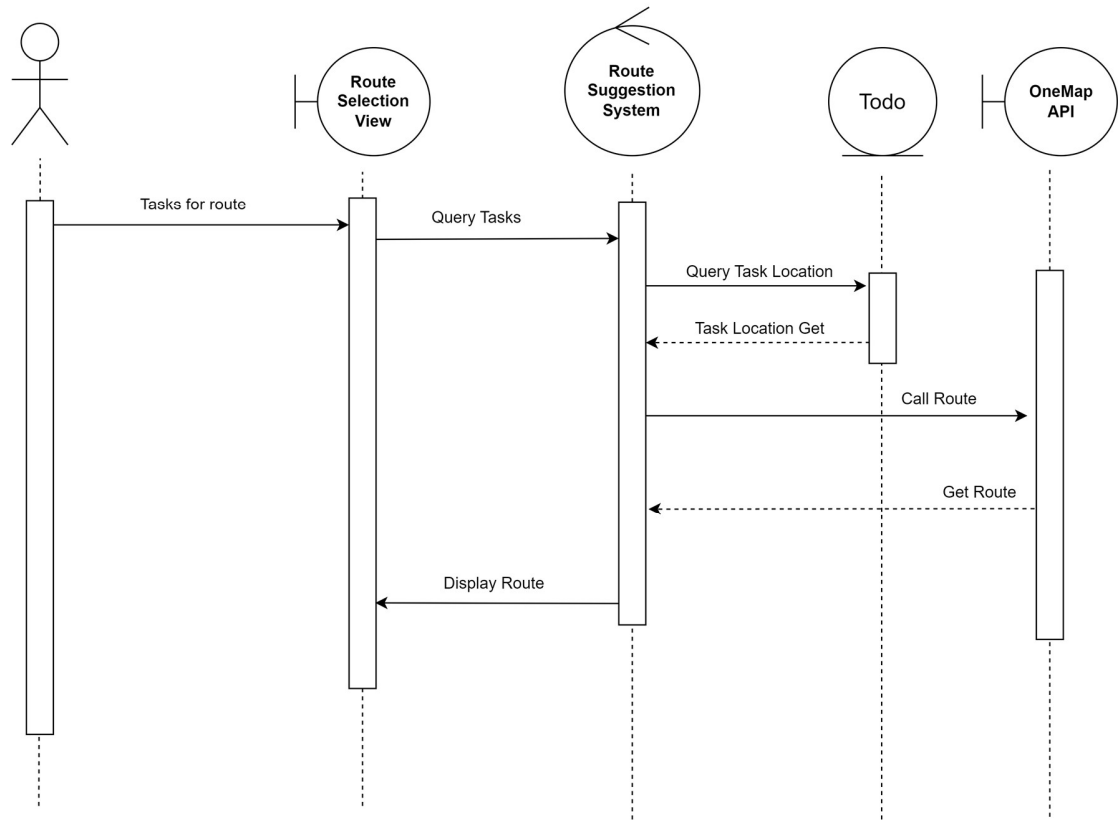 Route
Selection
View
Route
Suggestion
System
Todo
OneMap
API
Tasks for route
Query Tasks
Query Task Location
Task Location Get
Call Route
Get Route
Display Route